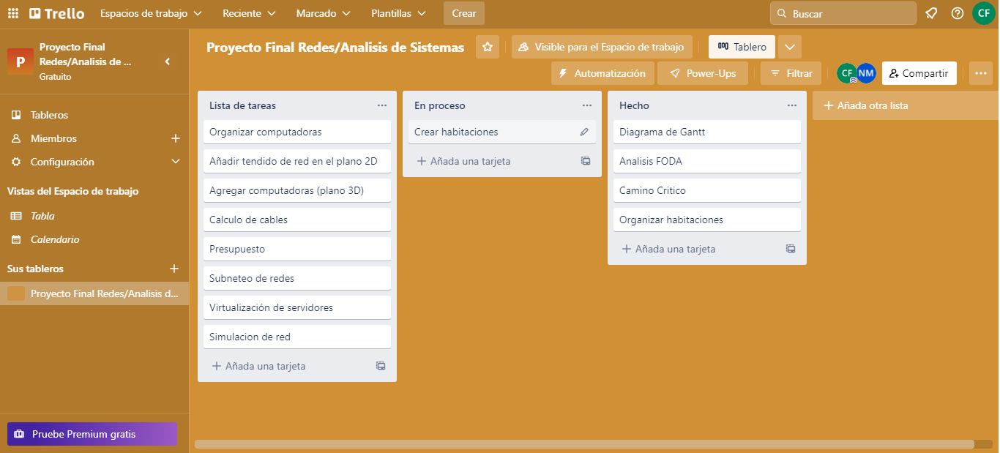 Trello Espacios de trabajo Reciente Marcado Plantillas Crear Buscar CF
P Proyecto Final
Redes/Analisis de ...
Gratuito
Tableros
Miembros
Configuración
Vistas del Espacio de trabajo
Tabla
Calendario
Sus tableros
Proyecto Final Redes/Analisis d...
Pruebe Premium gratis
Proyecto Final Redes/Analisis de Sistemas Visible para el Espacio de trabajo Tablero
Automatización Power-Ups Filtrar CF NM Compartir
Lista de tareas
Organizar computadoras
Añadir tendido de red en el plano 2D
Agregar computadoras (plano 3D)
Calculo de cables
Presupuesto
Subneteo de redes
Virtualización de servidores
Simulacion de red
Añada una tarjeta
En proceso
Crear habitaciones
Añada una tarjeta
Hecho
Diagrama de Gantt
Analisis FODA
Camino Critico
Organizar habitaciones
Añada una tarjeta
Añada otra lista